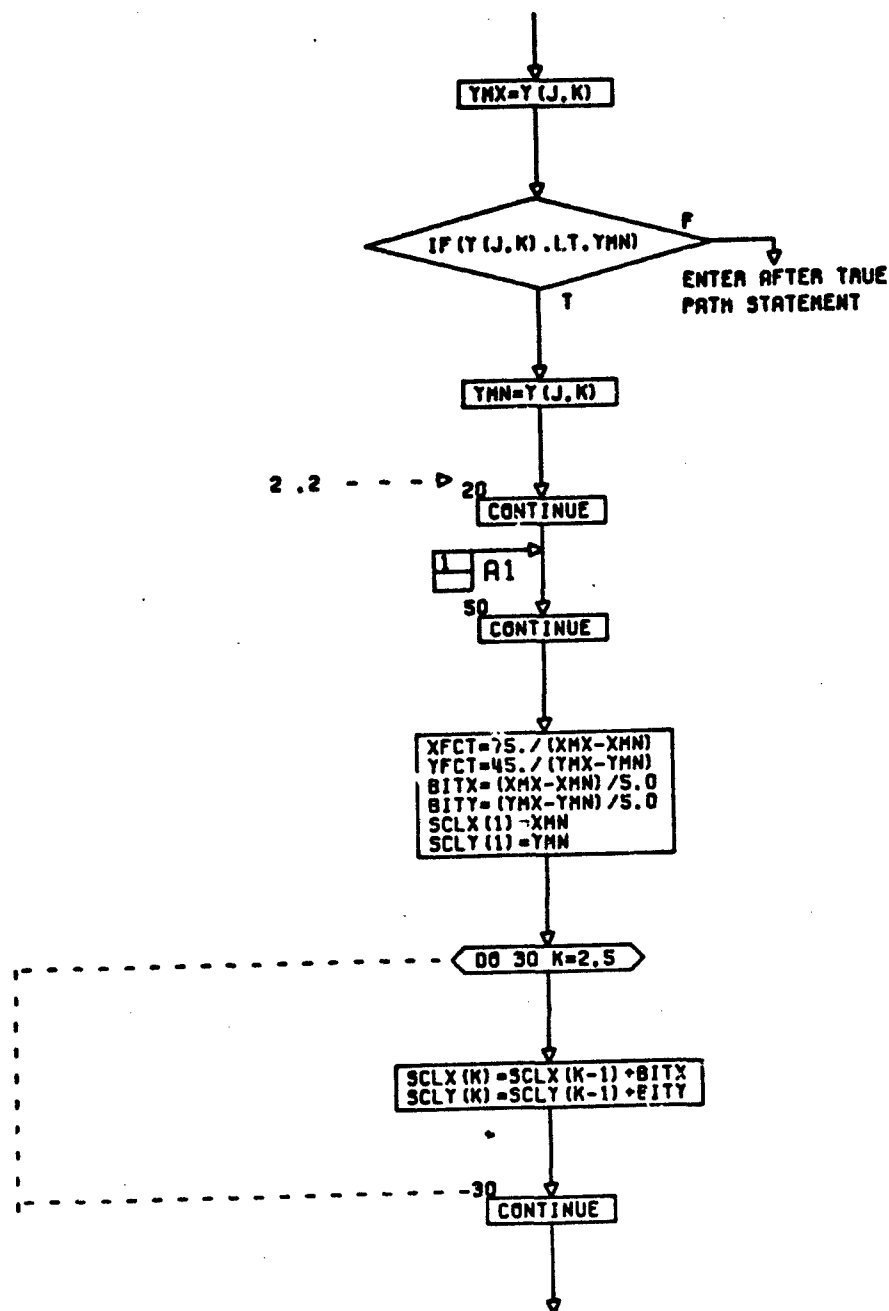 YMX=Y(J,K)
IF(Y(J,K).LT.YMN)
F
ENTER AFTER TRUE
PATH STATEMENT
T
YMN=Y(J,K)
2 .2
20
CONTINUE
1
A1
50
CONTINUE
XFCT=75./(XMX-XMN)
YFCT=45./(YMX-YMN)
BITX=(XMX-XMN)/5.0
BITY=(YMX-YMN)/5.0
SCLX(1)=XMN
SCLY(1)=YMN
DO 30 K=2,5
SCLX(K)=SCLX(K-1)+BITX
SCLY(K)=SCLY(K-1)+BITY
30
CONTINUE